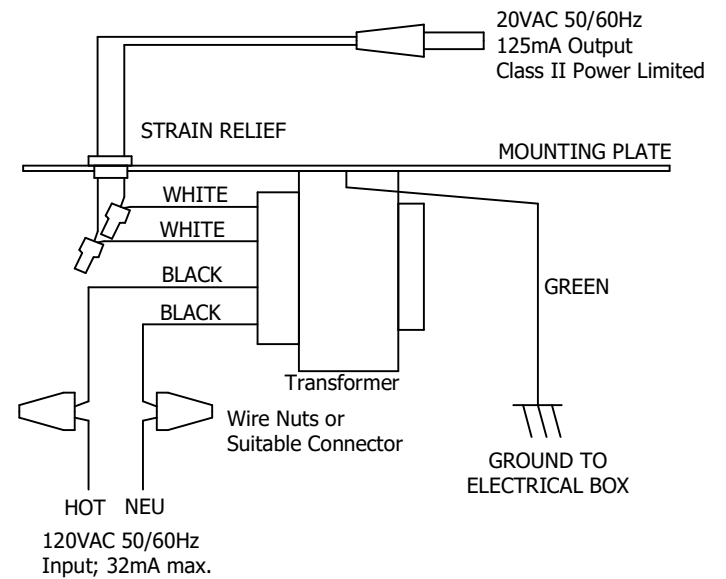 20VAC 50/60Hz
125mA Output
Class II Power Limited
STRAIN RELIEF
MOUNTING PLATE
WHITE
WHITE
BLACK
BLACK
GREEN
Transformer
Wire Nuts or
Suitable Connector
GROUND TO
ELECTRICAL BOX
HOT NEU
120VAC 50/60Hz
Input; 32mA max.